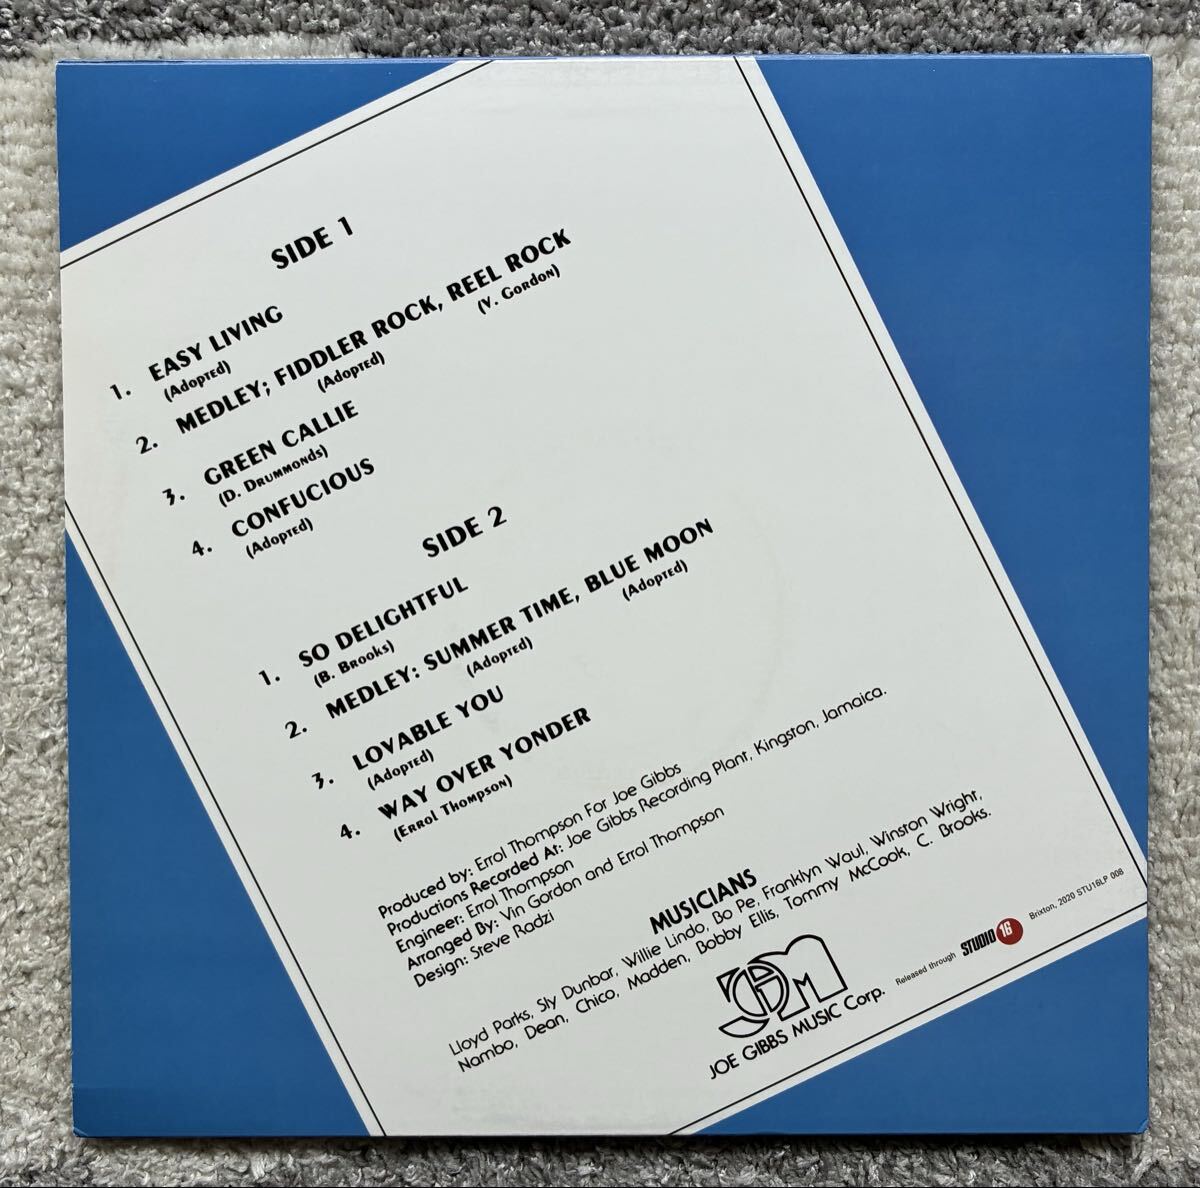 SIDE 1
1. EASY LIVING
(Adopted)
2. MEDLEY; FIDDLER ROCK, REEL ROCK
(Adopted) (V. Gordon)
3. GREEN CALLIE
(D. Drummonds)
4. CONFUCIOUS
(Adopted)
SIDE 2
1. SO DELIGHTFUL
(B. Brooks)
2. MEDLEY: SUMMER TIME, BLUE MOON
(Adopted) (Adopted)
3. LOVABLE YOU
(Adopted)
4. WAY OVER YONDER
(Errol Thompson)
Produced by: Errol Thompson For Joe Gibbs
Productions Recorded At: Joe Gibbs Recording Plant, Kingston, Jamaica.
Engineer: Errol Thompson
Arranged By: Vin Gordon and Errol Thompson
Design: Steve Radzi
MUSICIANS
Lloyd Parks, Sly Dunbar, Willie Lindo, Bo Pe, Franklyn Waul, Winston Wright,
Nambo, Dean, Chico, Madden, Bobby Ellis, Tommy McCook, C. Brooks.
JGM
JOE GIBBS MUSIC Corp.
Released through STUDIO 16 Brixton, 2020 STU16LP 008